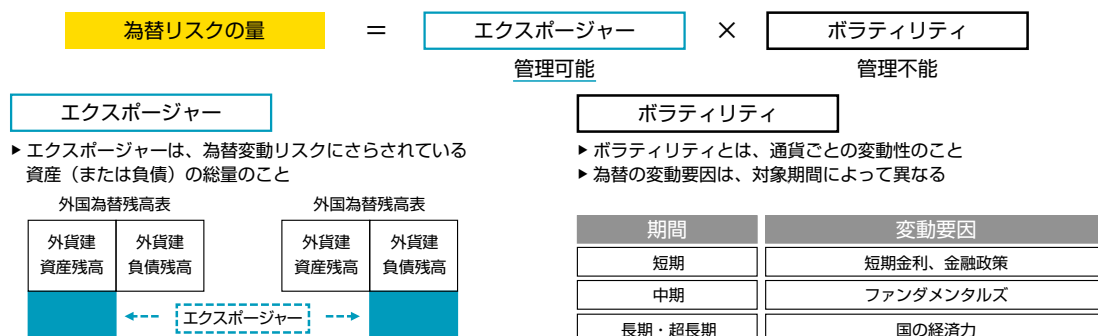 為替リスクの量 = エクスポージャー × ボラティリティ
管理可能 管理不能
エクスポージャー
▶ エクスポージャーは、為替変動リスクにさらされている
資産（または負債）の総量のこと
外国為替残高表 外国為替残高表
外貨建 外貨建 外貨建 外貨建
資産残高 負債残高 資産残高 負債残高
エクスポージャー
ボラティリティ
▶ ボラティリティとは、通貨ごとの変動性のこと
▶ 為替の変動要因は、対象期間によって異なる
期間 変動要因
短期 短期金利、金融政策
中期 ファンダメンタルズ
長期・超長期 国の経済力